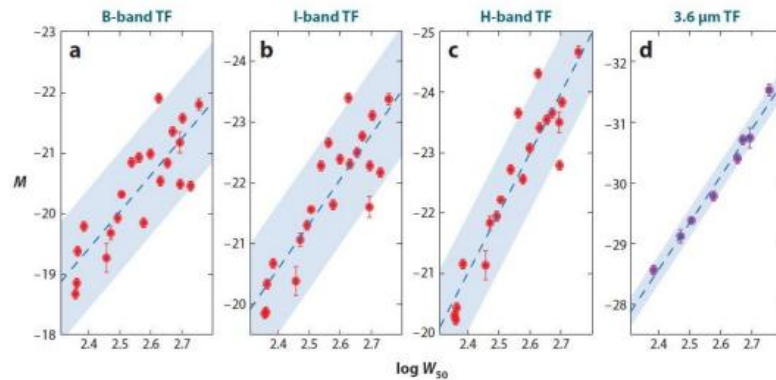 B-band TF
I-band TF
H-band TF
3.6 µm TF
a
b
c
d
–23
–22
–21
–20
–19
–18
–24
–23
–22
–21
–20
–25
–24
–23
–22
–21
–20
–32
–31
–30
–29
–28
M
2.4 2.5 2.6 2.7
2.4 2.5 2.6 2.7
2.4 2.5 2.6 2.7
2.4 2.5 2.6 2.7
log W50